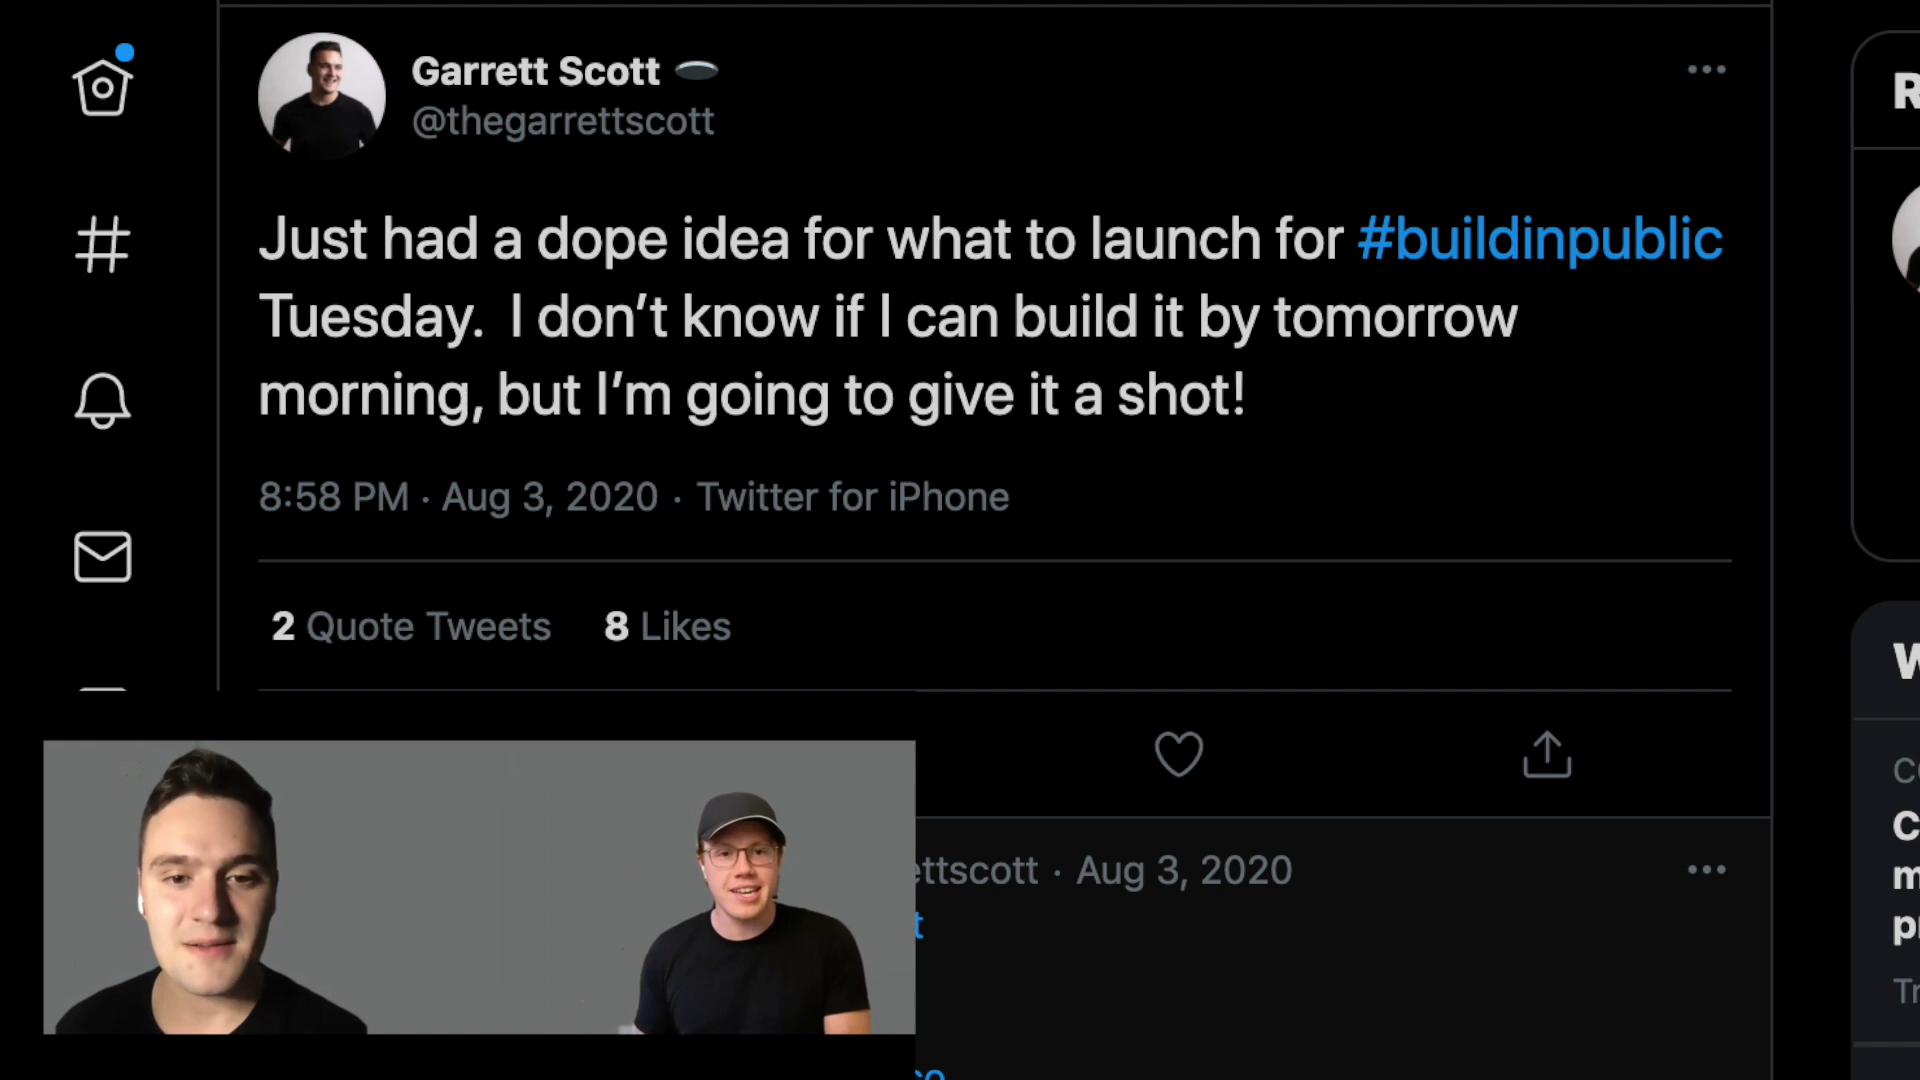 Garrett Scott
@thegarrettscott
Just had a dope idea for what to launch for #buildinpublic
Tuesday.  I don’t know if I can build it by tomorrow
morning, but I’m going to give it a shot!
8:58 PM · Aug 3, 2020 · Twitter for iPhone
2 Quote Tweets 8 Likes
ettscott · Aug 3, 2020